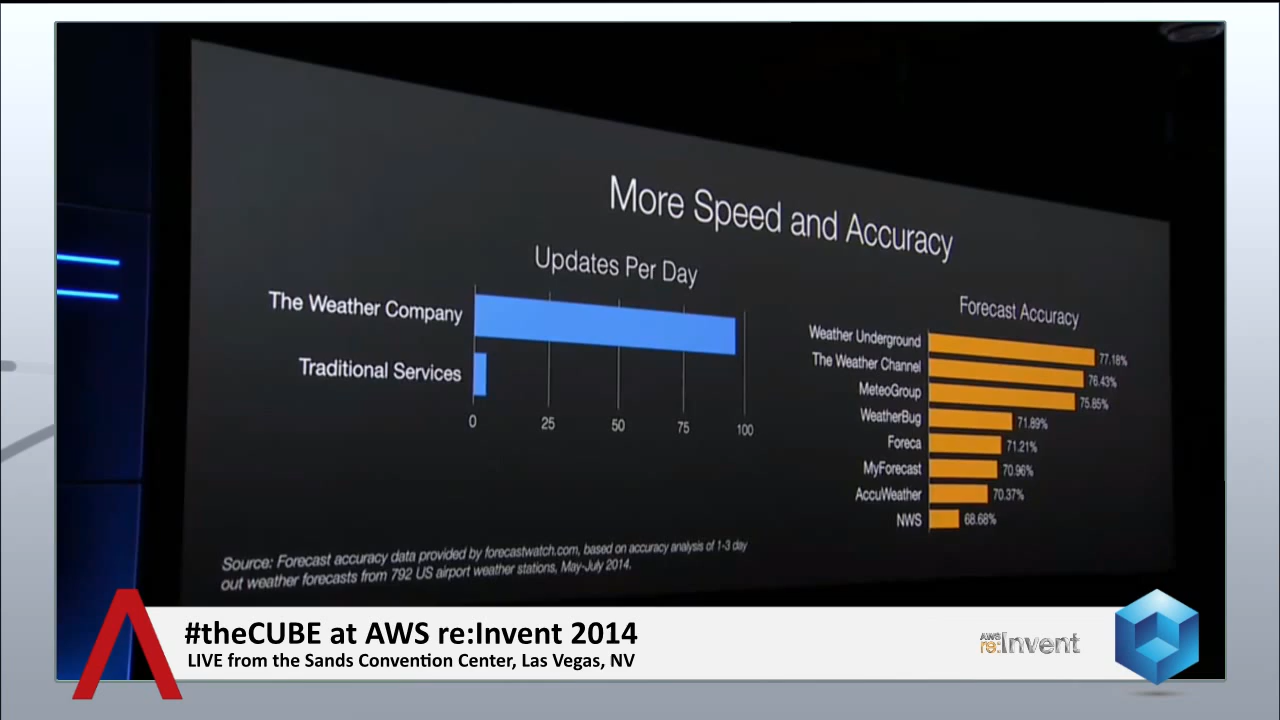 More Speed and Accuracy
Updates Per Day
The Weather Company
Traditional Services
0 25 50 75 100
Forecast Accuracy
Weather Underground 77.18%
The Weather Channel 76.43%
MeteoGroup 75.85%
WeatherBug 71.89%
Foreca 71.21%
MyForecast 70.96%
AccuWeather 70.37%
NWS 68.68%
Source: Forecast accuracy data provided by forecastwatch.com, based on accuracy analysis of 1-3 day
out weather forecasts from 792 US airport weather stations, May-July 2014.
#theCUBE at AWS re:Invent 2014
LIVE from the Sands Convention Center, Las Vegas, NV
AWS
re:Invent